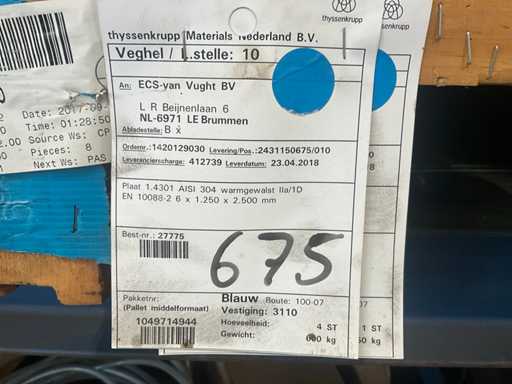 thyssenkrupp
thyssenkrupp
thyssenkrupp Materials Nederland B.V.
Veghel / L.stelle: 10
An: ECS-van Vught BV
L R Beijnenlaan 6
NL-6971 LE Brummen
Abladestelle: B x
Ordernr.: 1420129030 Levering/Pos.: 2431150675/010
Leverancierscharge: 412739 Leverdatum: 23.04.2018
Plaat 1.4301 AISI 304 warmgewalst IIa/1D
EN 10088-2 6 x 1.250 x 2.500 mm
Best-nr.: 27775
675
Pakketnr:
(Pallet middelformaat)
1049714944
Blauw Route: 100-07
Vestiging: 3110
Hoeveelheid: 4 ST
Gewicht: kg
Date: 2017-09-
Time: 01:28:50
Source Ws: CP
Pieces: 8
Next Ws: PAS
07
1 ST
50 kg